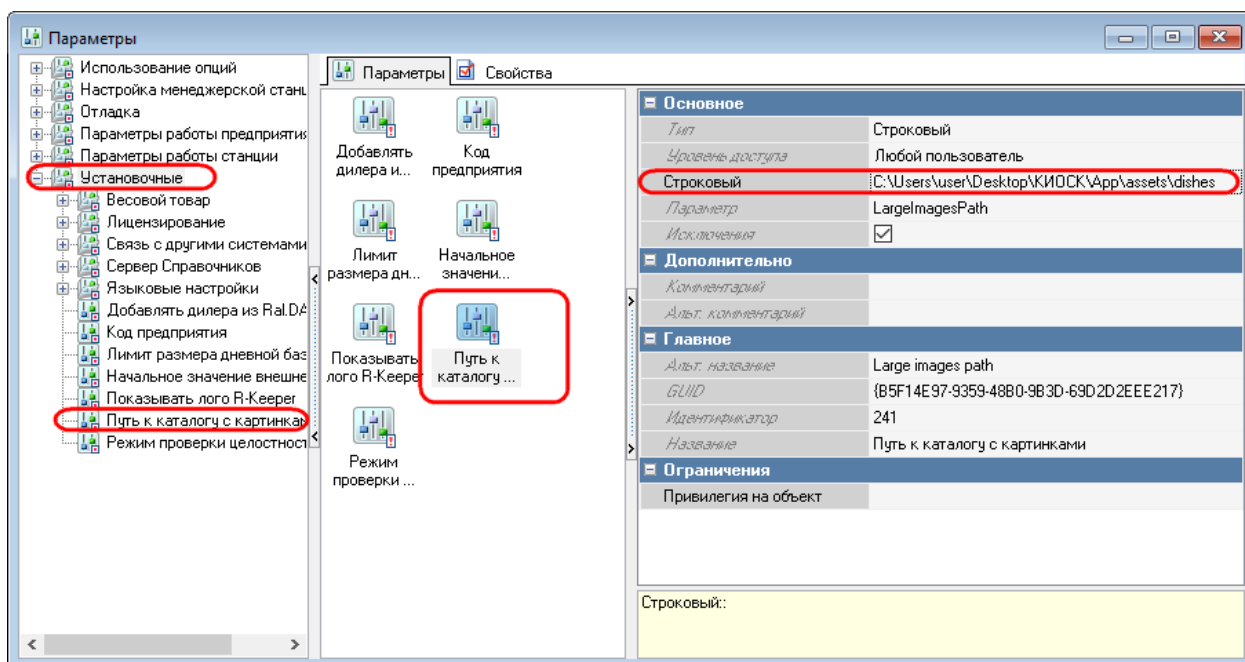 Параметры
Использование опций
Настройка менеджерской станц
Отладка
Параметры работы предприятия
Параметры работы станции
Установочные
Весовой товар
Лицензирование
Связь с другими системами
Сервер Справочников
Языковые настройки
Добавлять дилера из Ral.DA
Код предприятия
Лимит размера дневной баз
Начальное значение внешне
Показывать лого R-Keeper
Путь к каталогу с картинкам
Режим проверки целостност
Параметры Свойства
Добавлять дилера и...
Код предприятия
Лимит размера дн...
Начальное значени...
Показывать лого R-Keeper
Путь к каталогу ...
Режим проверки ...
Основное
Тип Строковый
Уровень доступа Любой пользователь
Строковый C:\Users\user\Desktop\КИОСК\App\assets\dishes
Параметр LargeImagesPath
Исключения
Дополнительно
Комментарий
Альт. комментарий
Главное
Альт. название Large images path
GUID {B5F14E97-9359-48B0-9B3D-69D2D2EEE217}
Идентификатор 241
Название Путь к каталогу с картинками
Ограничения
Привилегия на объект
Строковый::